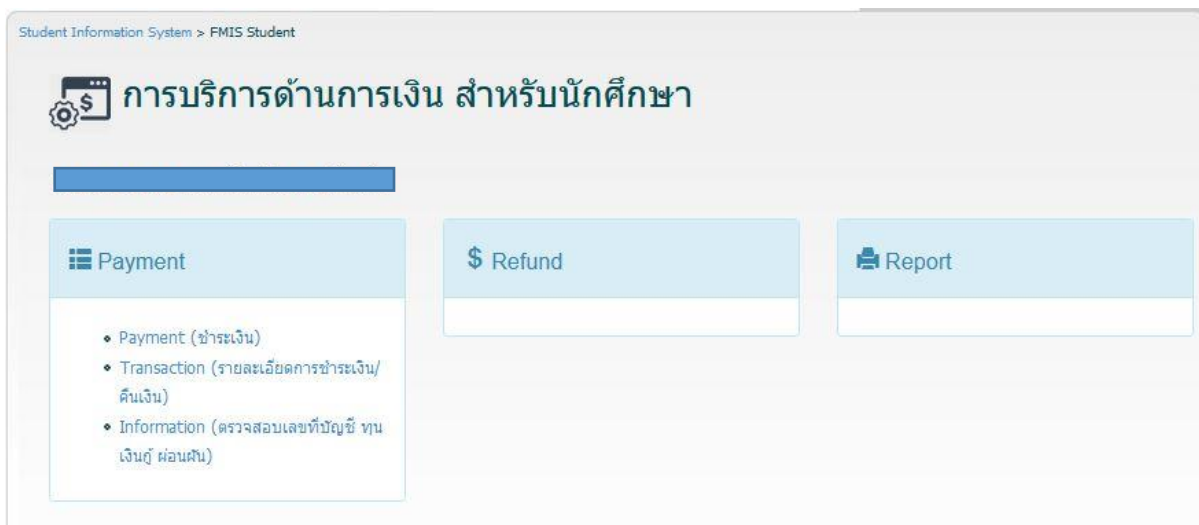 Student Information System > FMIS Student
การบริการด้านการเงิน สำหรับนักศึกษา
Payment
$ Refund
Report
Payment (ชำระเงิน)
Transaction (รายละเอียดการชำระเงิน/
คืนเงิน)
Information (ตรวจสอบเลขที่บัญชี ทุน
เงินกู้ ผ่อนผัน)